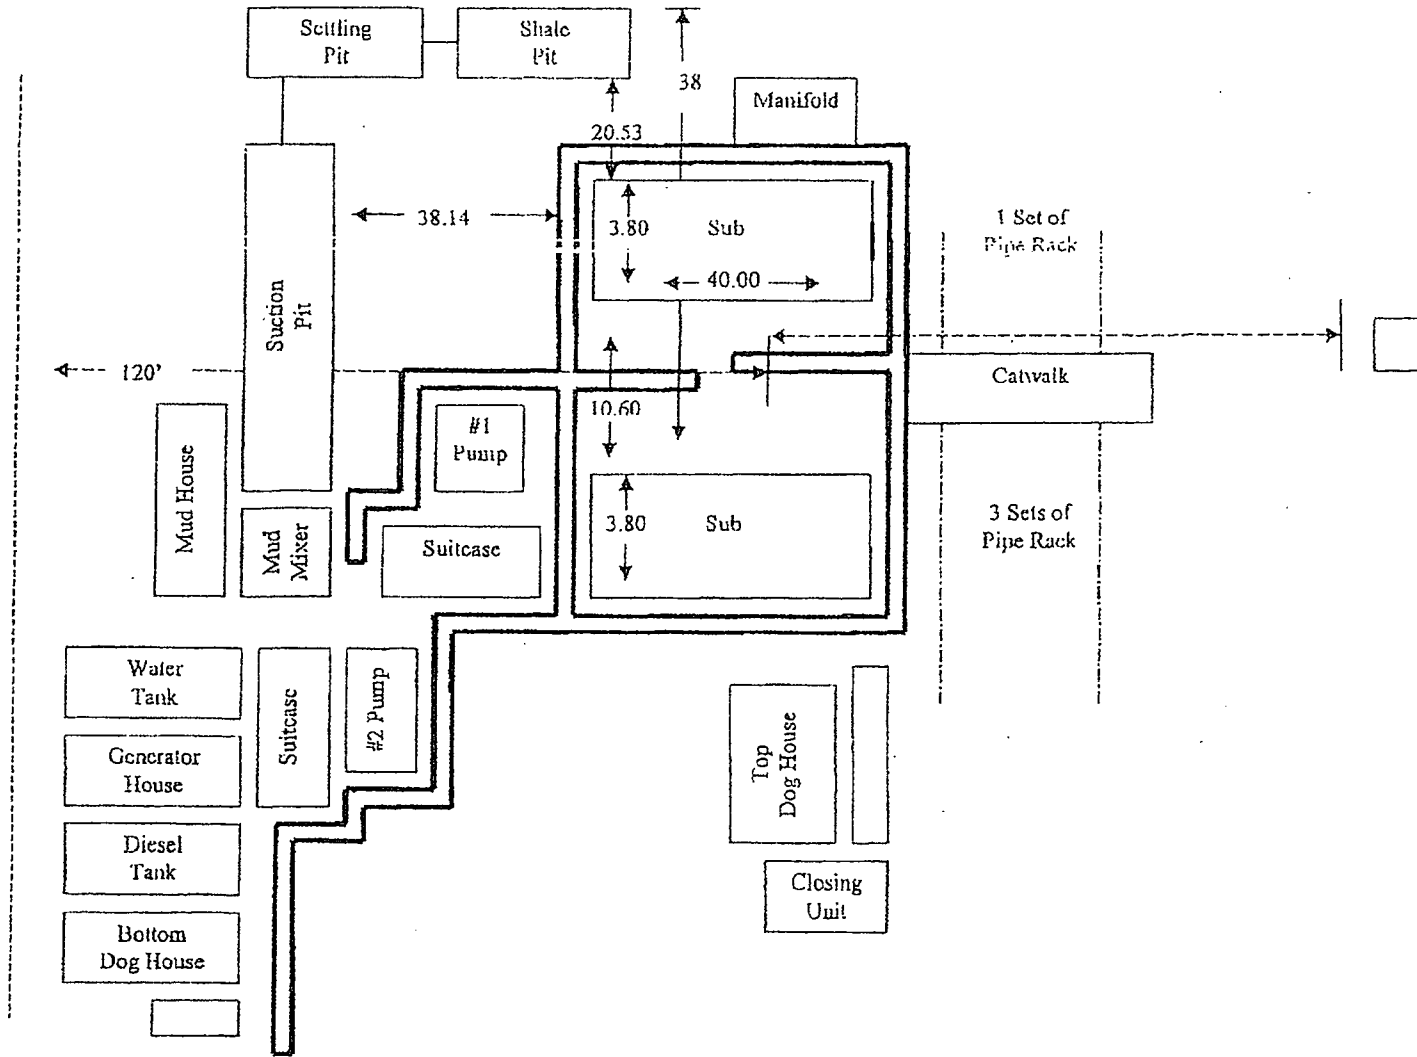 Settling
Pit
Shale
Pit
38
Manifold
20.53
38.14
3.80
Sub
40.00
1 Set of
Pipe Rack
Suction
Pit
120'
Catwalk
10.60
#1
Pump
Mud House
Mud
Mixer
Suitcase
3.80
Sub
3 Sets of
Pipe Rack
Water
Tank
Suitcase
#2 Pump
Generator
House
Top
Dog House
Diesel
Tank
Closing
Unit
Bottom
Dog House